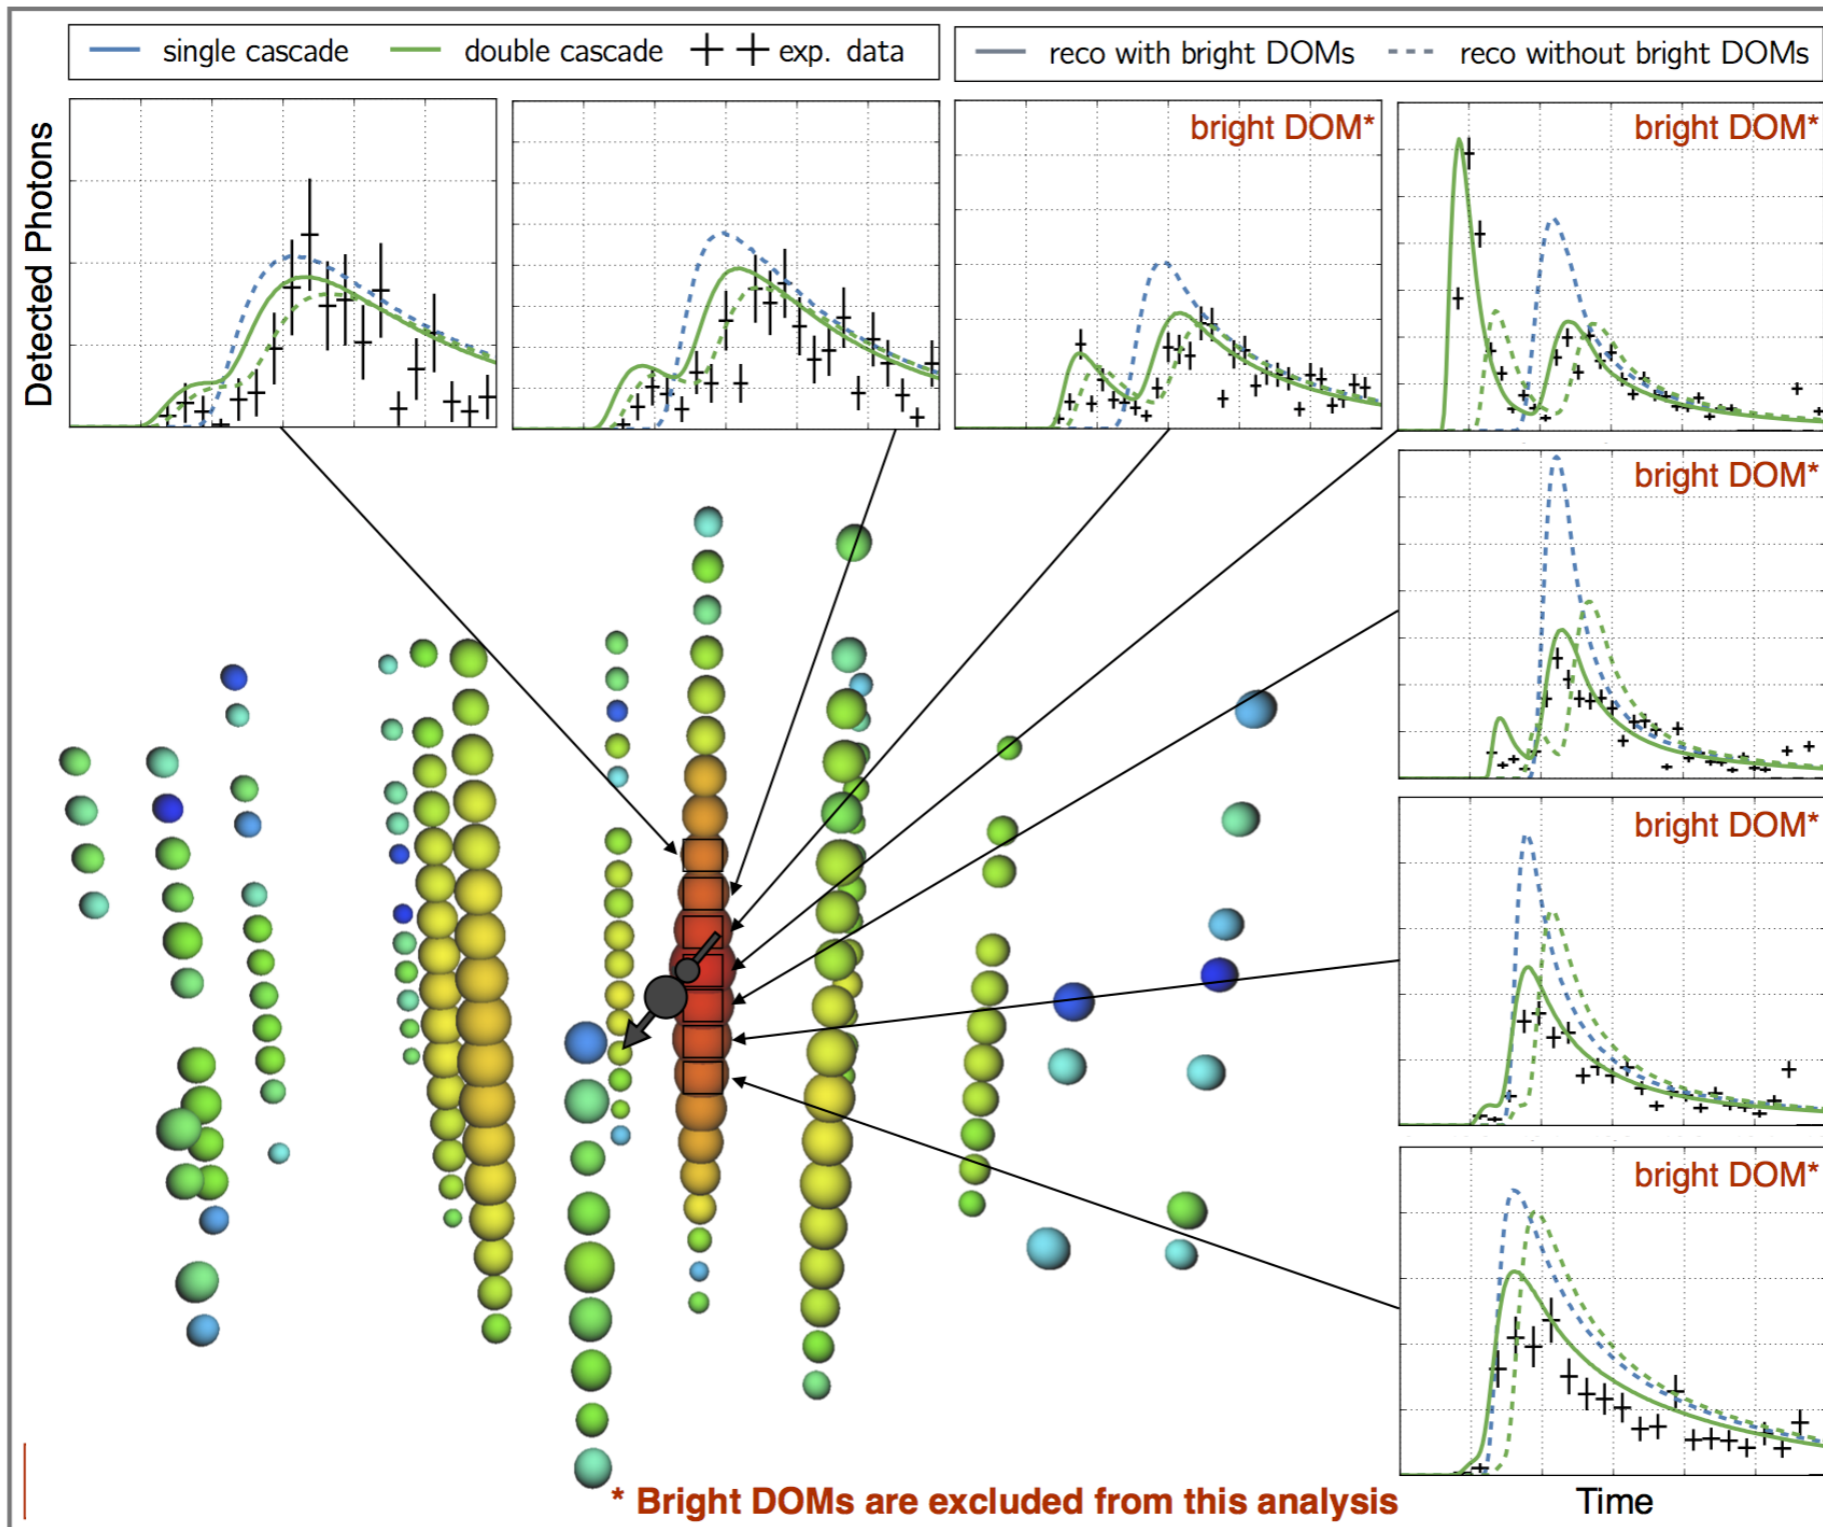 single cascade double cascade exp. data
reco with bright DOMs reco without bright DOMs
Detected Photons
bright DOM*
bright DOM*
bright DOM*
bright DOM*
bright DOM*
* Bright DOMs are excluded from this analysis
Time